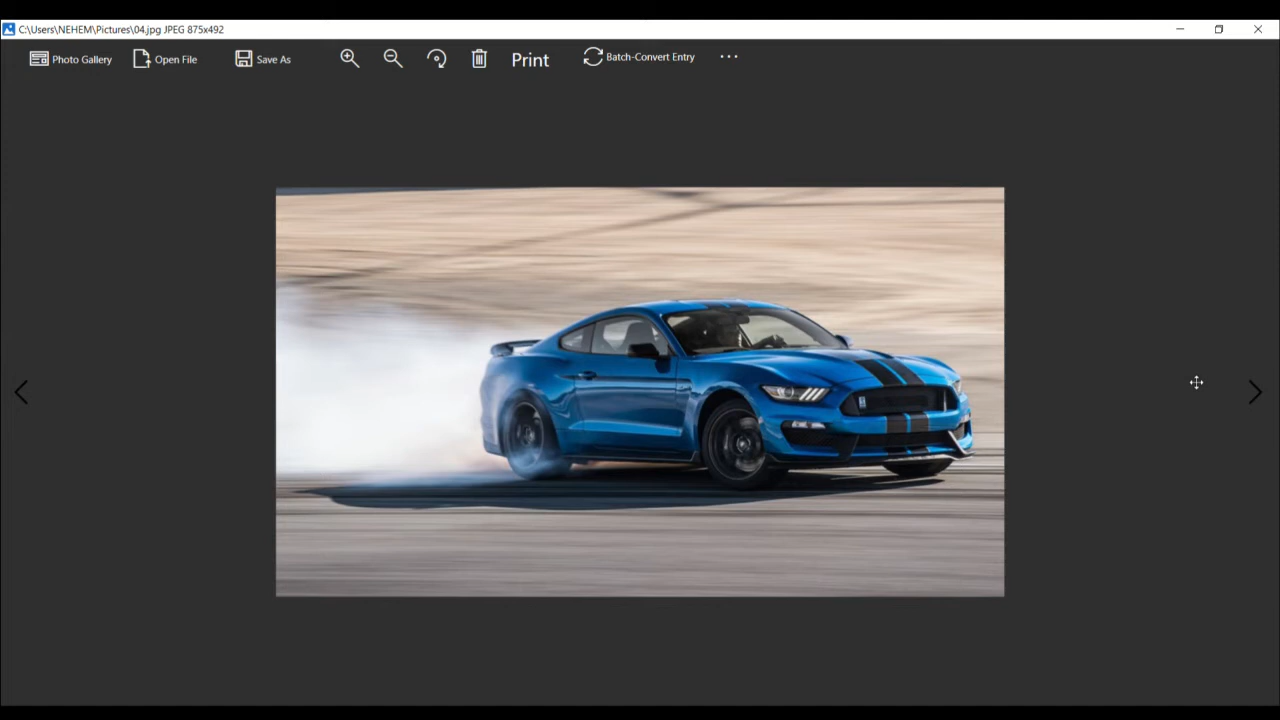 C:\Users\NEHEM\Pictures\04.jpg JPEG 875x492
Photo Gallery
Open File
Save As
Print
Batch-Convert Entry